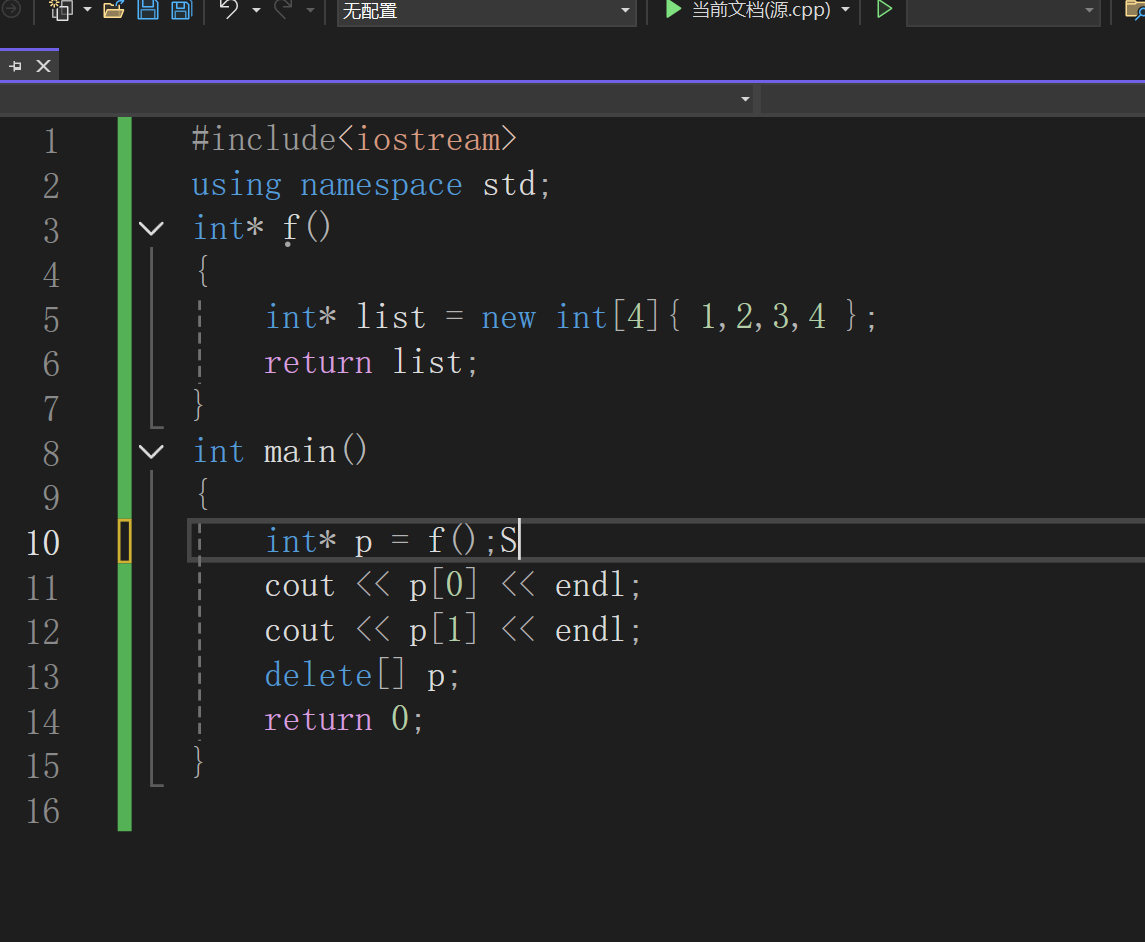 无配置 当前文档(源.cpp)
1 #include<iostream>
2 using namespace std;
3 int* f()
4 {
5 int* list = new int[4]{ 1,2,3,4 };
6 return list;
7 }
8 int main()
9 {
10 int* p = f();S
11 cout << p[0] << endl;
12 cout << p[1] << endl;
13 delete[] p;
14 return 0;
15 }
16